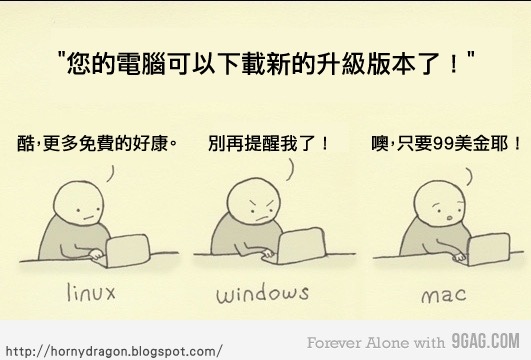 "您的電腦可以下載新的升級版本了！"
酷,更多免費的好康。
別再提醒我了！
噢,只要99美金耶！
linux
windows
mac
http://hornydragon.blogspot.com/
Forever Alone with 9GAG.COM